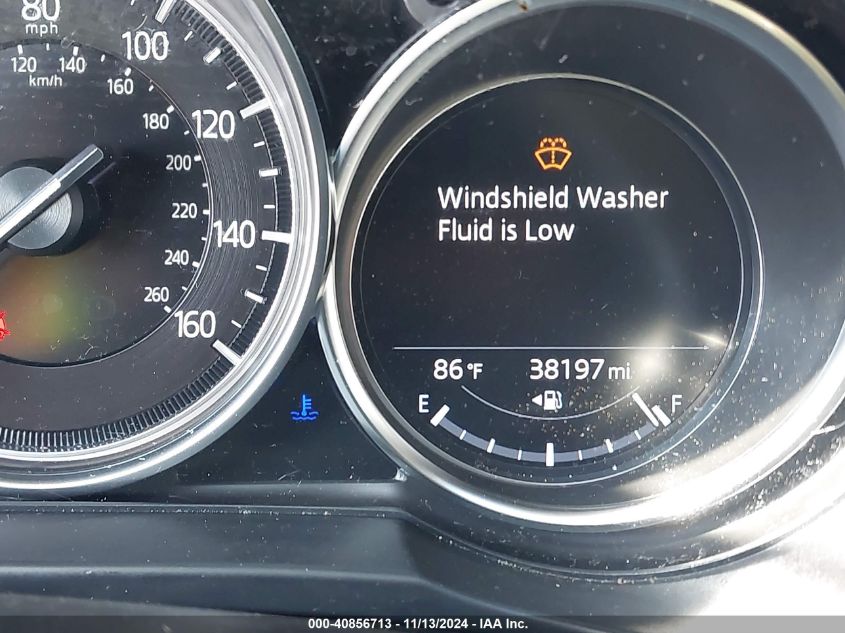 80
mph
100
120 140
km/h
160
180
120
200
220
140
240
260
160
Windshield Washer
Fluid is Low
86°F 38197 mi
E F
000-40856713 - 11/13/2024 - IAA Inc.